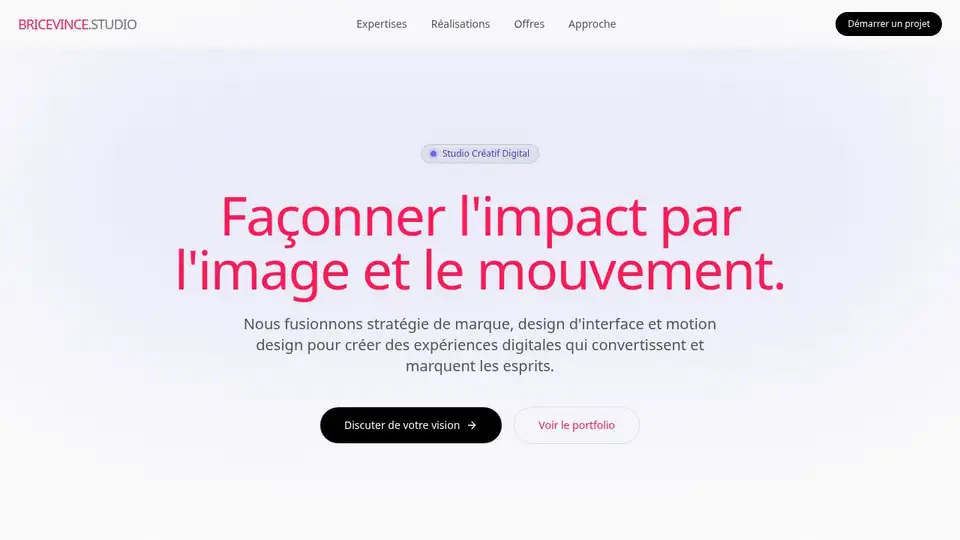 BRICEVINCE.STUDIO
Expertises
Réalisations
Offres
Approche
Démarrer un projet
Studio Créatif Digital
Façonner l'impact par
l'image et le mouvement.
Nous fusionnons stratégie de marque, design d'interface et motion
design pour créer des expériences digitales qui convertissent et
marquent les esprits.
Discuter de votre vision →
Voir le portfolio